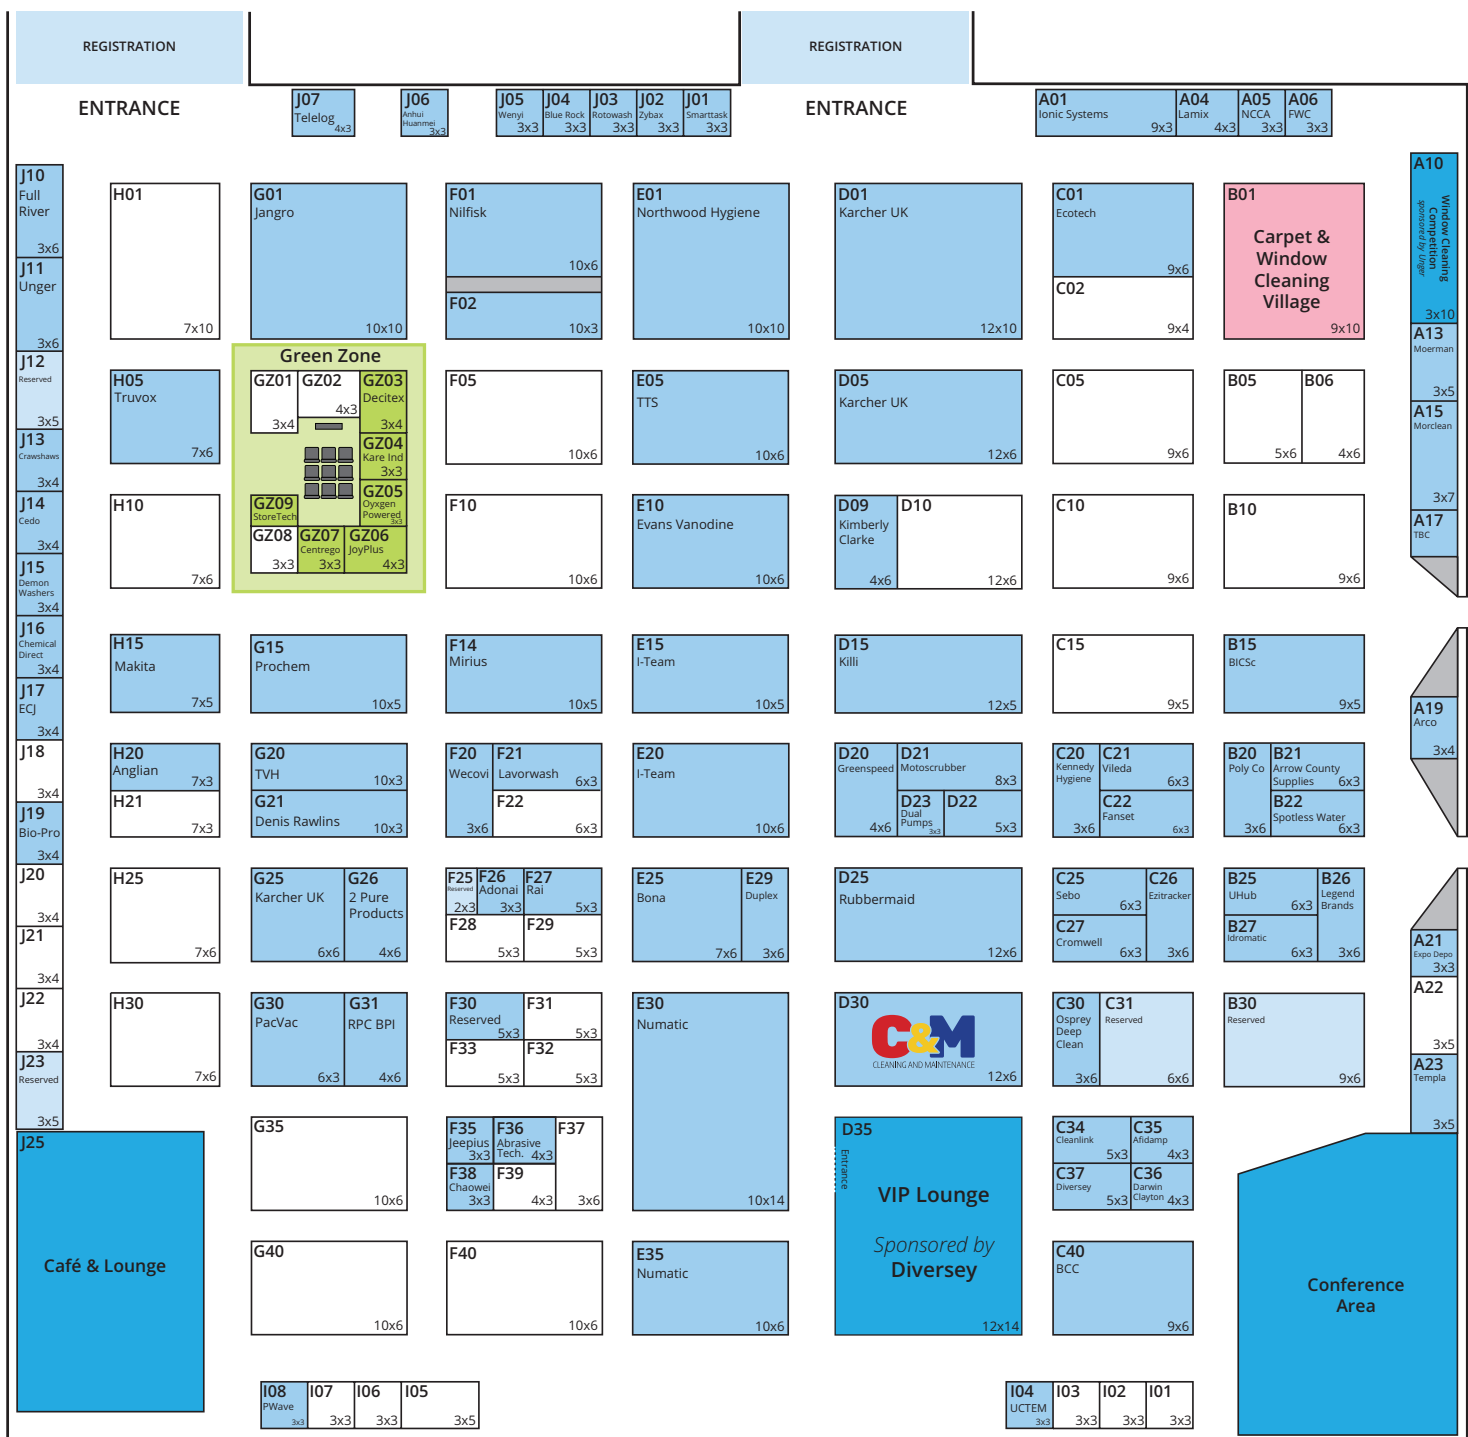 REGISTRATION
REGISTRATION
ENTRANCE
ENTRANCE
J07
Telelog
4x3
J06
Anhui
Huanmei
3x3
J05
Wenyi
3x3
J04
Blue Rock
3x3
J03
Rotowash
3x3
J02
Zybax
3x3
J01
Smarttask
3x3
A01
Ionic Systems
9x3
A04
Lamix
4x3
A05
NCCA
3x3
A06
FWC
3x3
J10
Full
River
3x6
J11
Unger
3x6
J12
Reserved
3x5
J13
Crawshaws
3x4
J14
Cedo
3x4
J15
Demon
Washers
3x4
J16
Chemical
Direct
3x4
J17
ECJ
3x4
J18
3x4
J19
Bio-Pro
3x4
J20
3x4
J21
3x4
J22
3x4
J23
Reserved
3x5
J25
Café & Lounge
H01
7x10
H05
Truvox
7x6
H10
7x6
H15
Makita
7x5
H20
Anglian
7x3
H21
7x3
H25
7x6
H30
7x6
G01
Jangro
10x10
Green Zone
GZ01
3x4
GZ02
4x3
GZ03
Decitex
3x4
GZ04
Kare Ind
3x3
GZ05
Oyxgen
Powered
3x3
GZ09
StoreTech
GZ08
3x3
GZ07
Centrego
3x3
GZ06
JoyPlus
4x3
G15
Prochem
10x5
G20
TVH
10x3
G21
Denis Rawlins
10x3
G25
Karcher UK
6x6
G26
2 Pure
Products
4x6
G30
PacVac
6x3
G31
RPC BPI
4x6
G35
10x6
G40
10x6
F01
Nilfisk
10x6
F02
10x3
F05
10x6
F10
10x6
F14
Mirius
10x5
F20
Wecovi
3x6
F21
Lavorwash
6x3
F22
6x3
F25
Reserved
2x3
F26
Adonai
3x3
F27
Rai
5x3
F28
5x3
F29
5x3
F30
Reserved
5x3
F31
5x3
F33
5x3
F32
5x3
F35
Jeepius
3x3
F36
Abrasive
Tech.
4x3
F37
3x6
F38
Chaowei
3x3
F39
4x3
F40
10x6
E01
Northwood Hygiene
10x10
E05
TTS
10x6
E10
Evans Vanodine
10x6
E15
I-Team
10x5
E20
I-Team
10x6
E25
Bona
7x6
E29
Duplex
3x6
E30
Numatic
10x14
E35
Numatic
10x6
D01
Karcher UK
12x10
D05
Karcher UK
12x6
D09
Kimberly
Clarke
4x6
D10
12x6
D15
Killi
12x5
D20
Greenspeed
4x6
D21
Motoscrubber
8x3
D23
Dual
Pumps
3x3
D22
5x3
D25
Rubbermaid
12x6
D30
C&M
CLEANING AND MAINTENANCE
12x6
D35
Entrance
VIP Lounge
Sponsored by
Diversey
12x14
C01
Ecotech
9x6
C02
9x4
C05
9x6
C10
9x6
C15
9x5
C20
Kennedy
Hygiene
3x6
C21
Vileda
6x3
C22
Fanset
6x3
C25
Sebo
6x3
C26
Ezitracker
3x6
C27
Cromwell
6x3
C30
Osprey
Deep
Clean
3x6
C31
Reserved
6x6
C34
Cleanlink
5x3
C35
Afidamp
4x3
C37
Diversey
5x3
C36
Darwin
Clayton
4x3
C40
BCC
9x6
B01
Carpet &
Window
Cleaning
Village
9x10
B05
5x6
B06
4x6
B10
9x6
B15
BICSc
9x5
B20
Poly Co
3x6
B21
Arrow County
Supplies
6x3
B22
Spotless Water
6x3
B25
UHub
6x3
B26
Legend
Brands
3x6
B27
Idromatic
6x3
B30
Reserved
9x6
A10
Window Cleaning
Competition
sponsored by Unger
3x10
A13
Moerman
3x5
A15
Morclean
3x7
A17
TBC
A19
Arco
3x4
A21
Expo Depo
3x3
A22
3x5
A23
Templa
3x5
Conference
Area
I08
PWave
3x3
I07
3x3
I06
3x3
I05
3x5
I04
UCTEM
3x3
I03
3x3
I02
3x3
I01
3x3